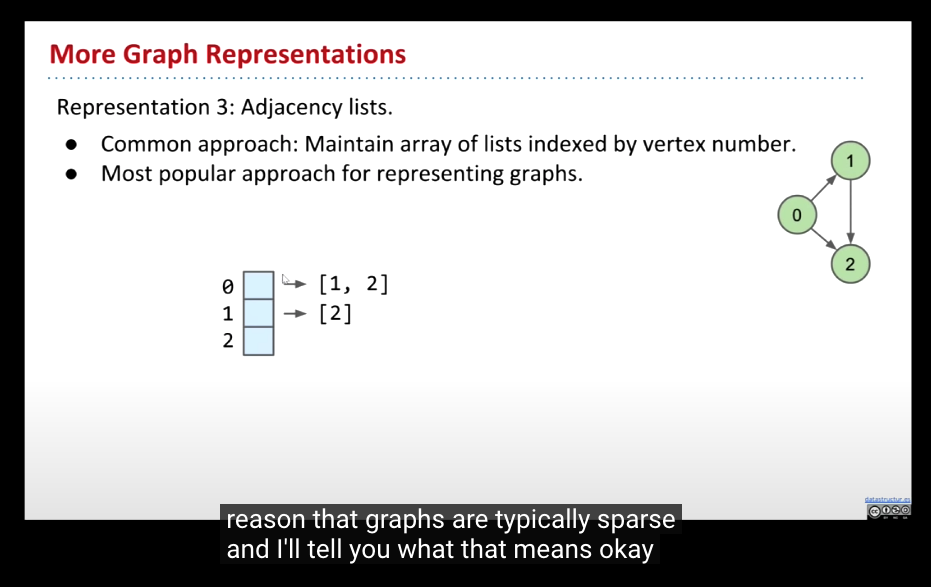 More Graph Representations
Representation 3: Adjacency lists.
● Common approach: Maintain array of lists indexed by vertex number.
● Most popular approach for representing graphs.
1
0
2
0 [1, 2]
1 [2]
2
datastructur.es
reason that graphs are typically sparse
and I'll tell you what that means okay